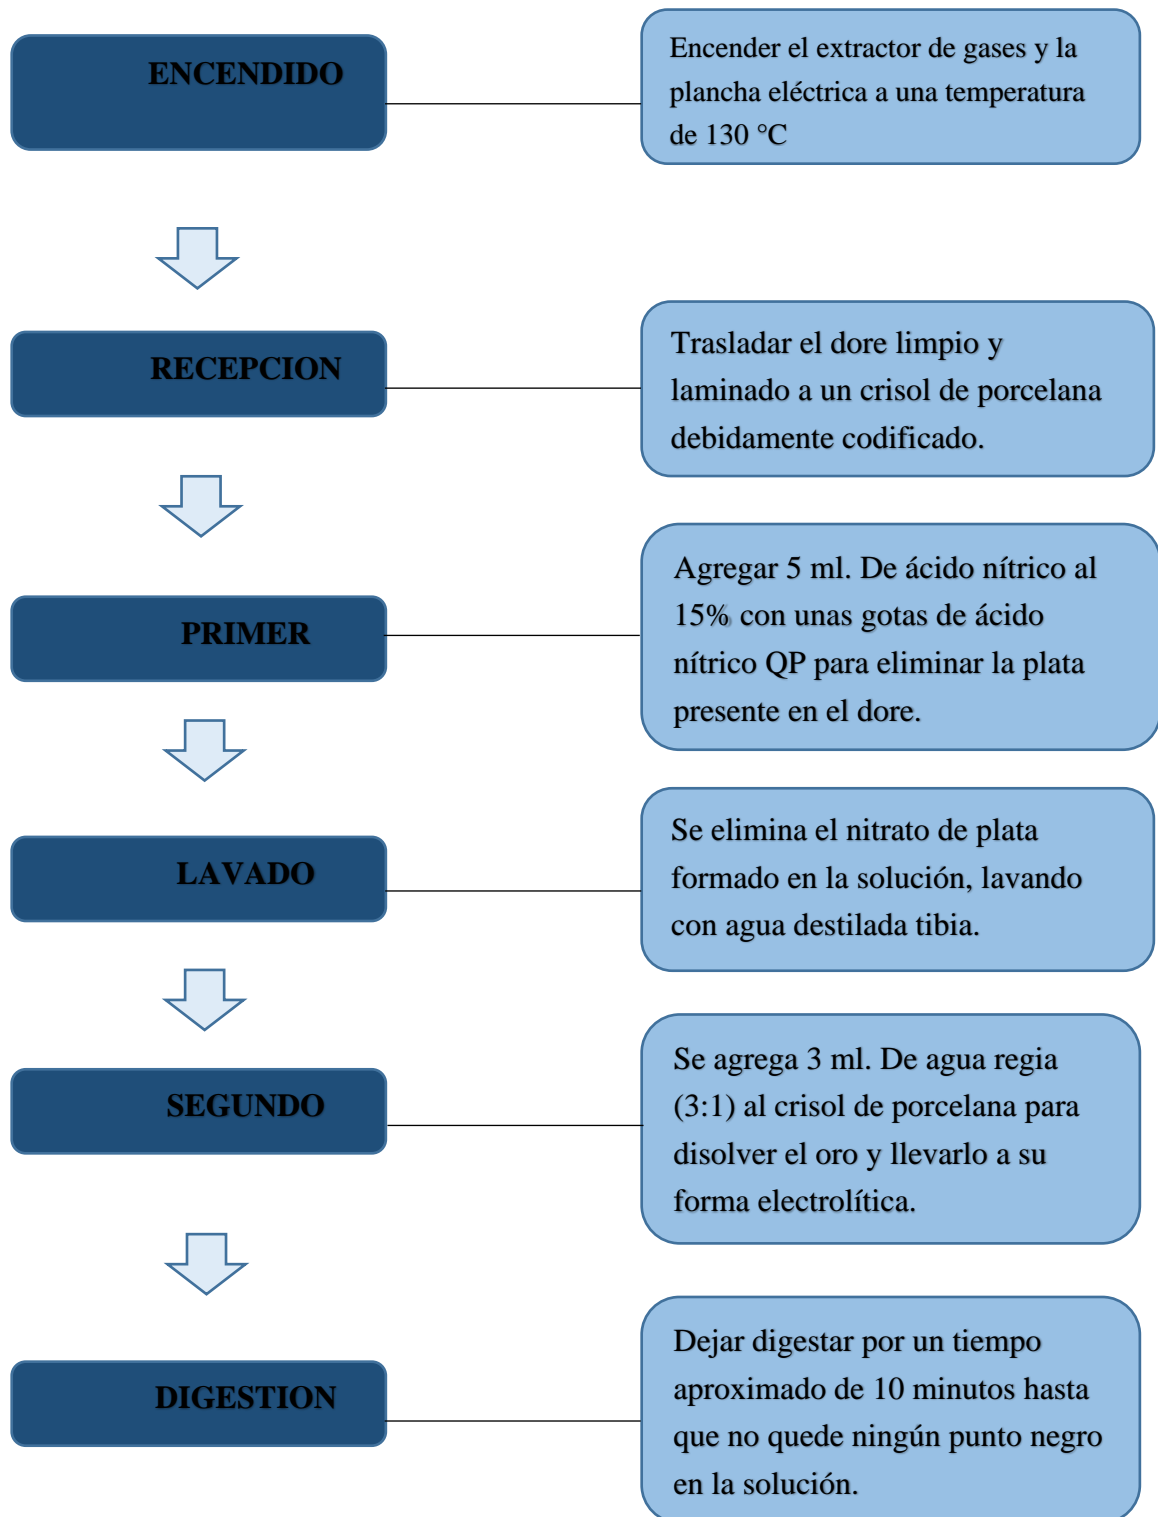 ENCENDIDO
Encender el extractor de gases y la
plancha eléctrica a una temperatura
de 130 °C
RECEPCION
Trasladar el dore limpio y
laminado a un crisol de porcelana
debidamente codificado.
PRIMER
Agregar 5 ml. De ácido nítrico al
15% con unas gotas de ácido
nítrico QP para eliminar la plata
presente en el dore.
LAVADO
Se elimina el nitrato de plata
formado en la solución, lavando
con agua destilada tibia.
SEGUNDO
Se agrega 3 ml. De agua regia
(3:1) al crisol de porcelana para
disolver el oro y llevarlo a su
forma electrolítica.
DIGESTION
Dejar digestar por un tiempo
aproximado de 10 minutos hasta
que no quede ningún punto negro
en la solución.